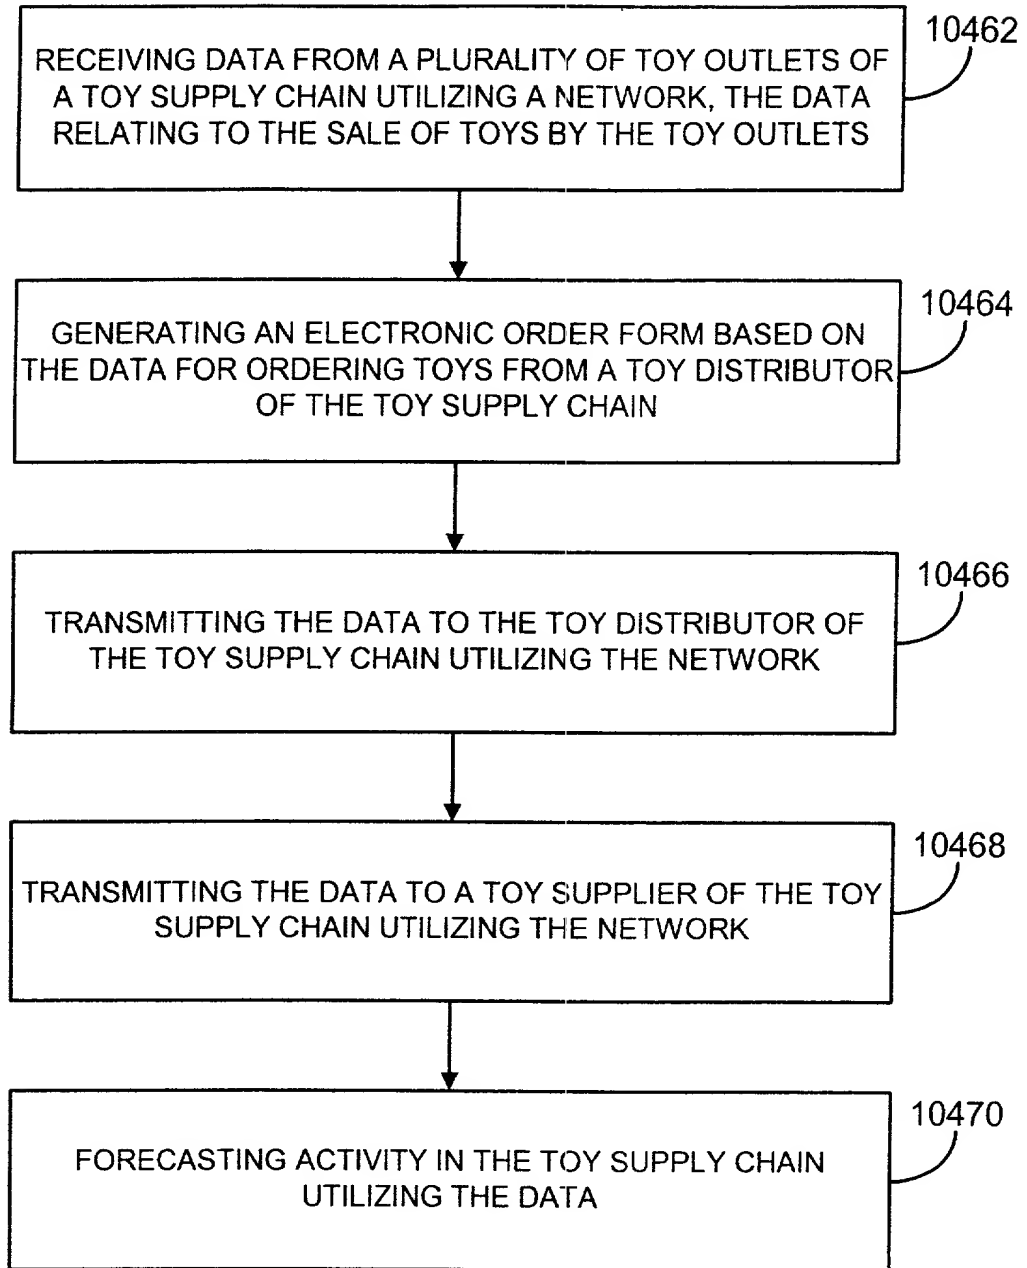 10462
RECEIVING DATA FROM A PLURALITY OF TOY OUTLETS OF
A TOY SUPPLY CHAIN UTILIZING A NETWORK, THE DATA
RELATING TO THE SALE OF TOYS BY THE TOY OUTLETS
10464
GENERATING AN ELECTRONIC ORDER FORM BASED ON
THE DATA FOR ORDERING TOYS FROM A TOY DISTRIBUTOR
OF THE TOY SUPPLY CHAIN
10466
TRANSMITTING THE DATA TO THE TOY DISTRIBUTOR OF
THE TOY SUPPLY CHAIN UTILIZING THE NETWORK
10468
TRANSMITTING THE DATA TO A TOY SUPPLIER OF THE TOY
SUPPLY CHAIN UTILIZING THE NETWORK
10470
FORECASTING ACTIVITY IN THE TOY SUPPLY CHAIN
UTILIZING THE DATA